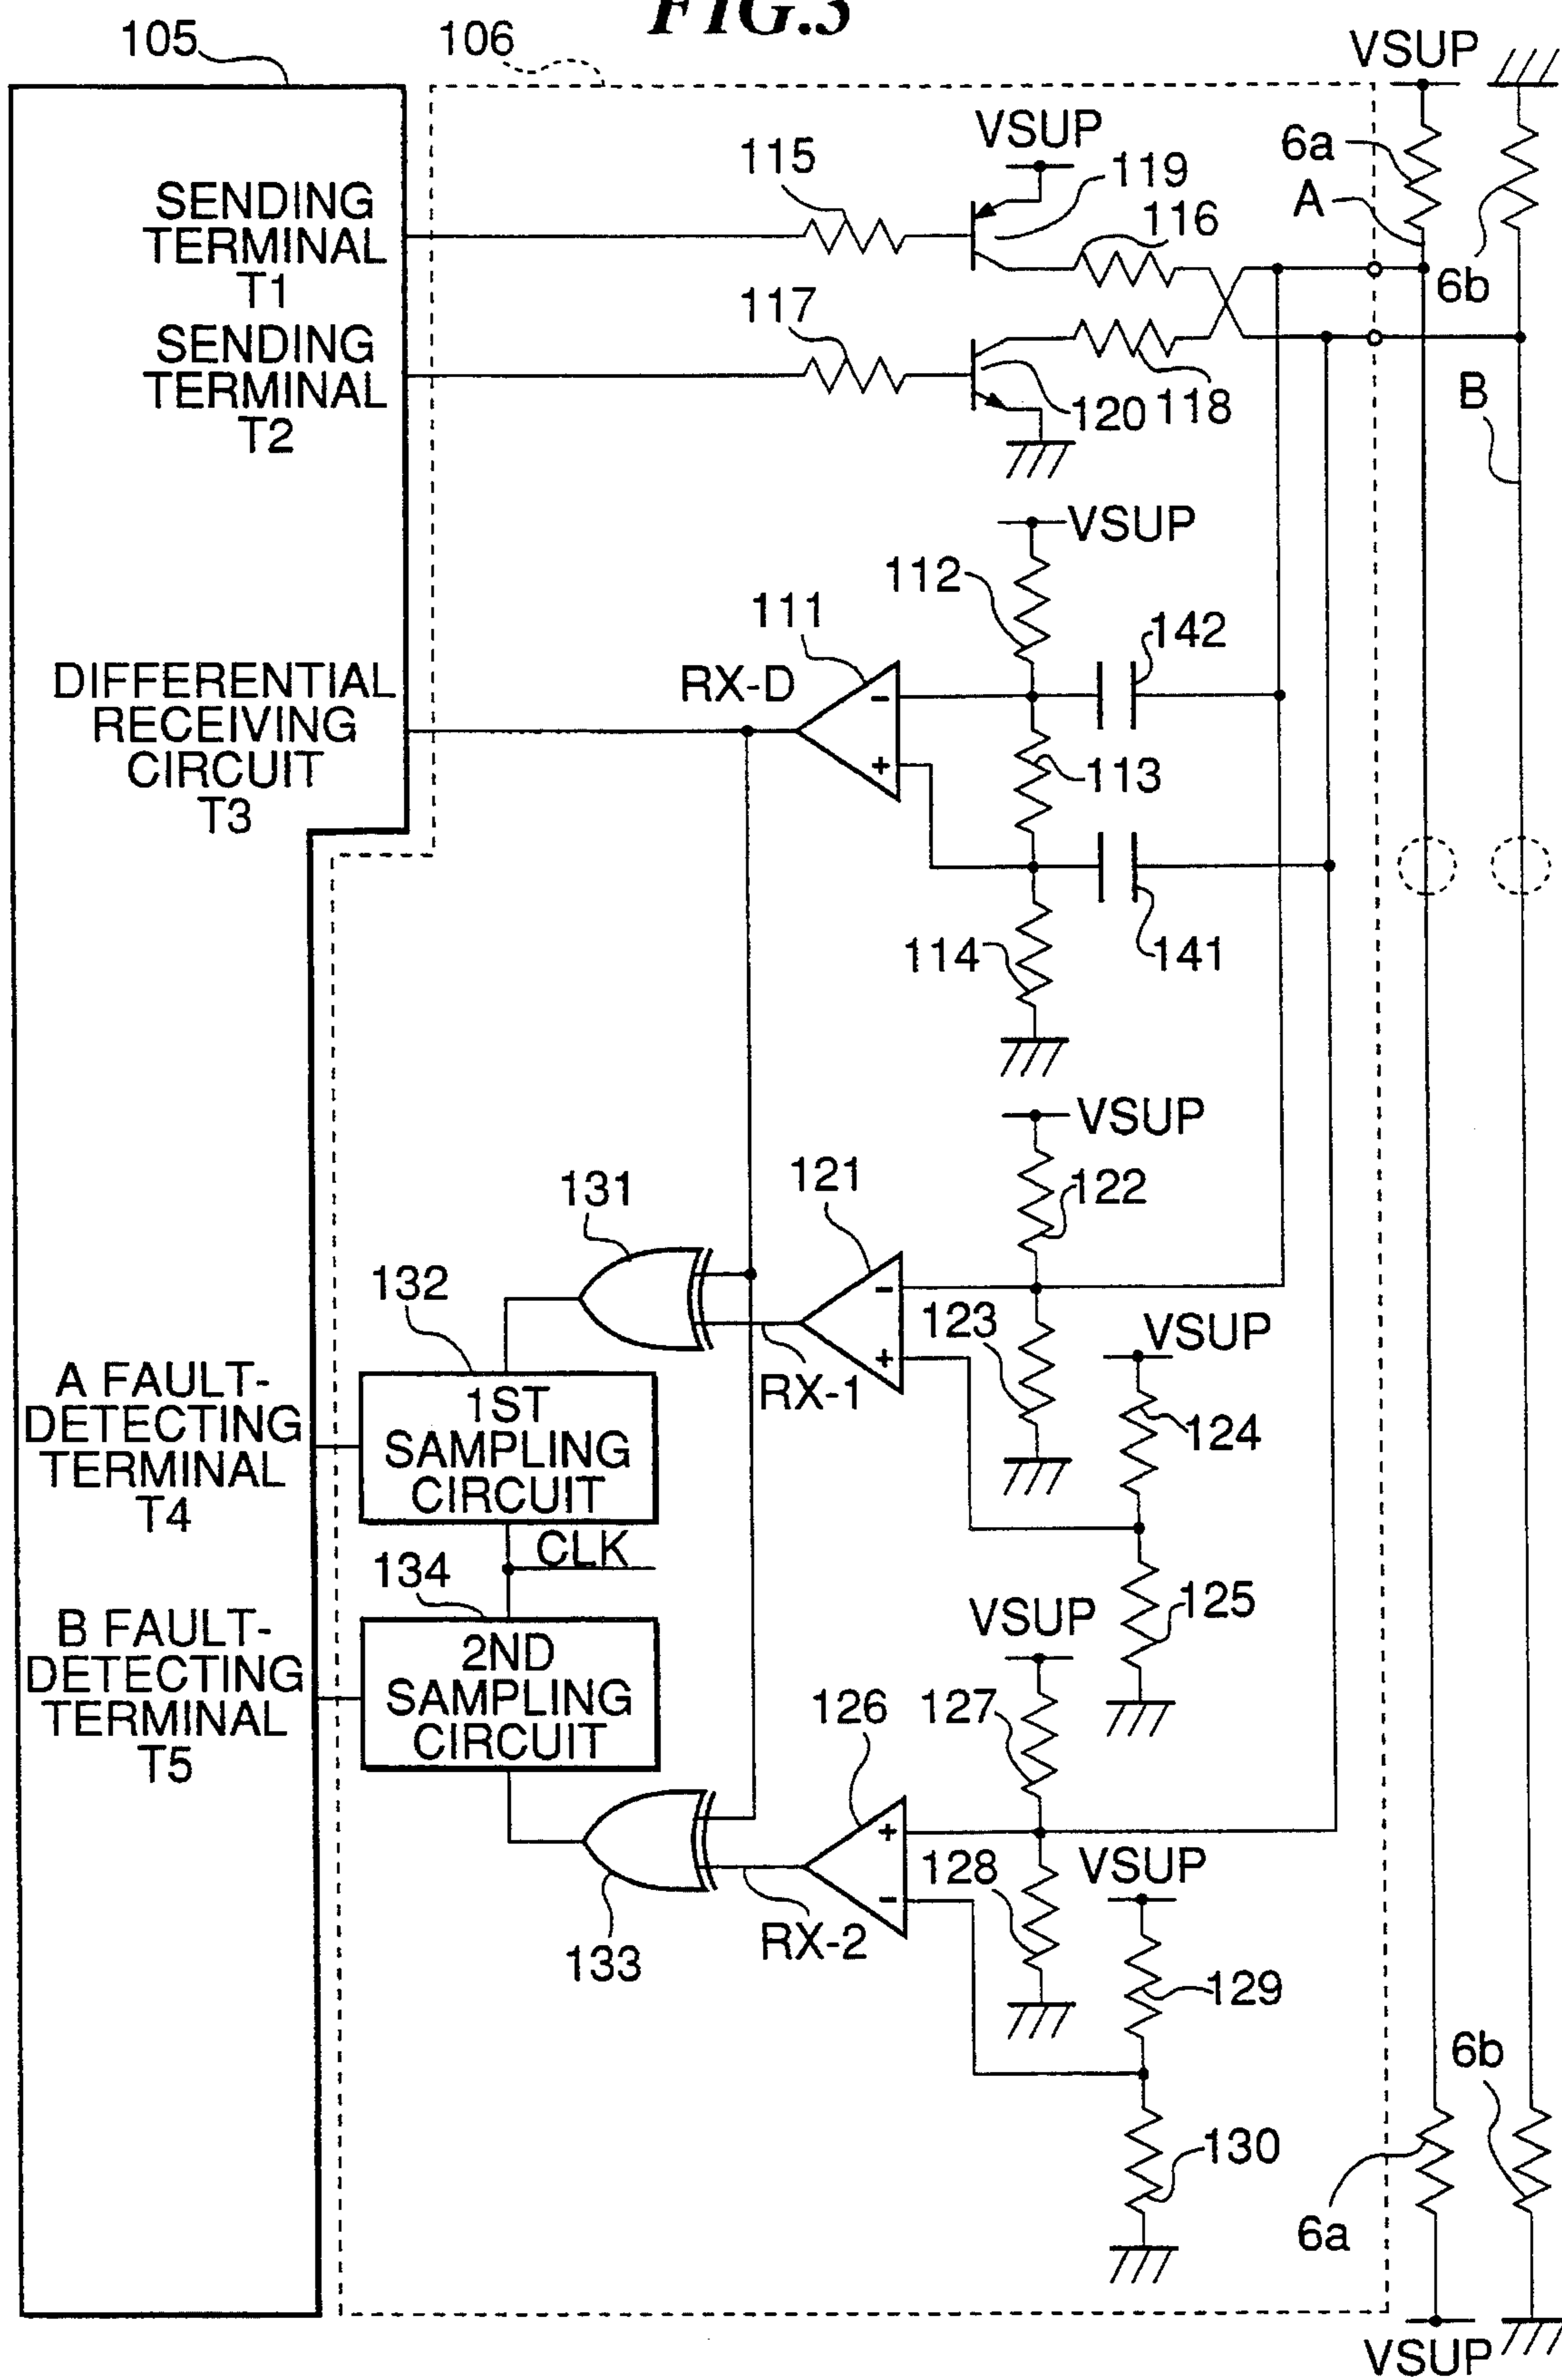 FIG.3
105
106
VSUP
VSUP
6a
A
6b
115
119
116
SENDING
TERMINAL
T1
117
SENDING
TERMINAL
T2
120
118
B
VSUP
112
111
142
RX-D
DIFFERENTIAL
RECEIVING
CIRCUIT
T3
113
114
141
VSUP
131
121
122
132
123
VSUP
A FAULT-
DETECTING
TERMINAL
T4
1ST
SAMPLING
CIRCUIT
RX-1
124
CLK
134
VSUP
125
B FAULT-
DETECTING
TERMINAL
T5
2ND
SAMPLING
CIRCUIT
126
127
128
VSUP
133
RX-2
129
6b
130
6a
VSUP